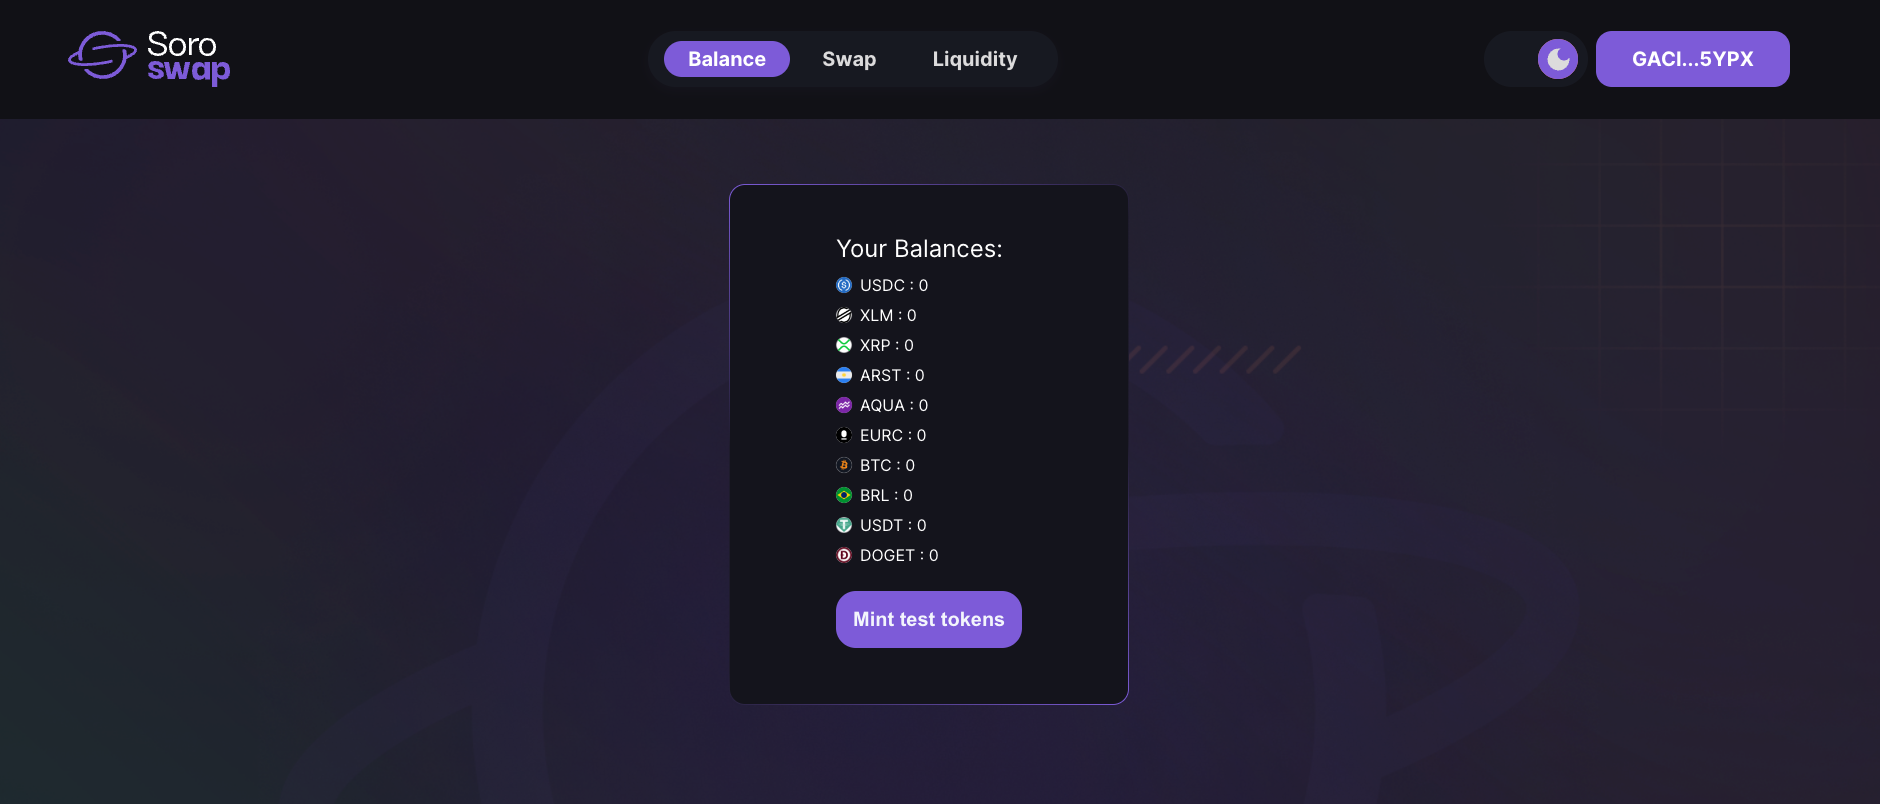 Soro
swap
Balance
Swap
Liquidity
GACI...5YPX
Your Balances:
USDC : 0
XLM : 0
XRP : 0
ARST : 0
AQUA : 0
EURC : 0
BTC : 0
BRL : 0
USDT : 0
DOGET : 0
Mint test tokens